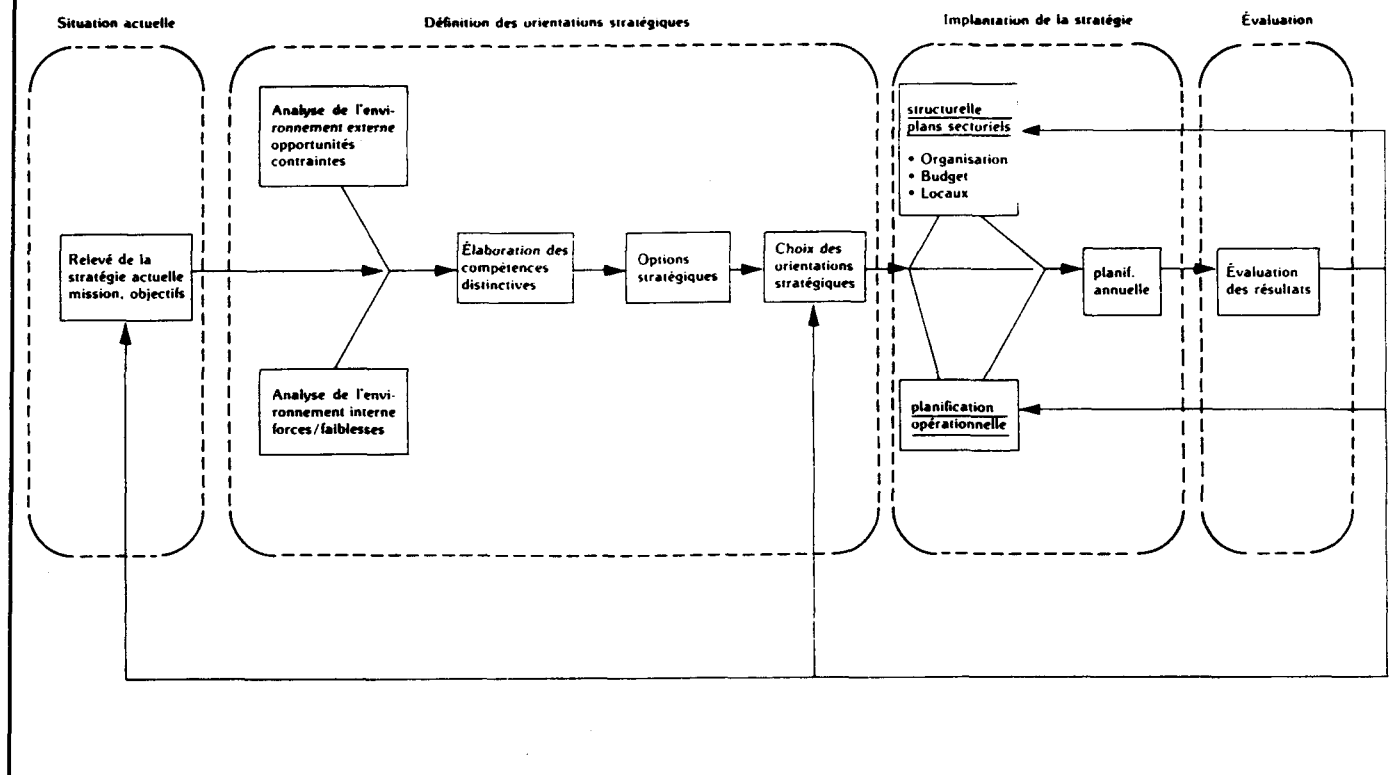 Situation actuelle
Définition des orientations stratégiques
Implantation de la stratégie
Évaluation
Relevé de la
stratégie actuelle
mission, objectifs
Analyse de l'envi-
ronnement externe
opportunités
contraintes
Analyse de l'envi-
ronnement interne
forces/faiblesses
Élaboration des
compétences
distinctives
Options
stratégiques
Choix des
orientations
stratégiques
structurelle
plans sectoriels
• Organisation
• Budget
• Locaux
planification
opérationnelle
planif.
annuelle
Évaluation
des résultats